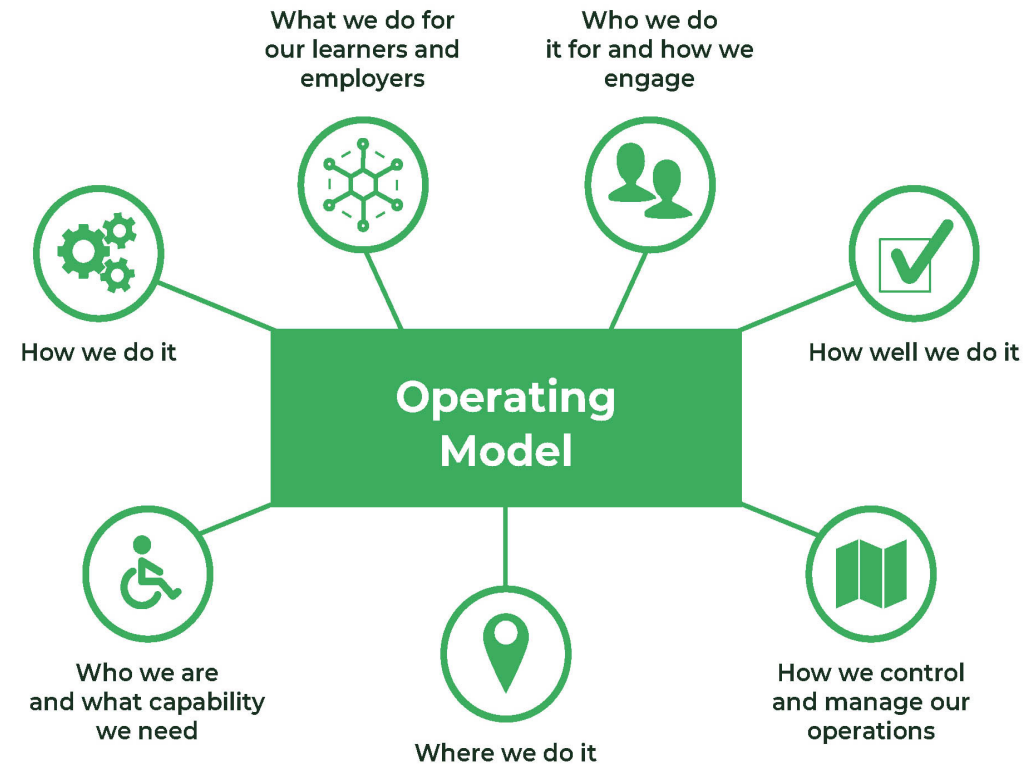 What we do for
our learners and
employers
Who we do
it for and how we
engage
How we do it
How well we do it
Operating
Model
Who we are
and what capability
we need
Where we do it
How we control
and manage our
operations